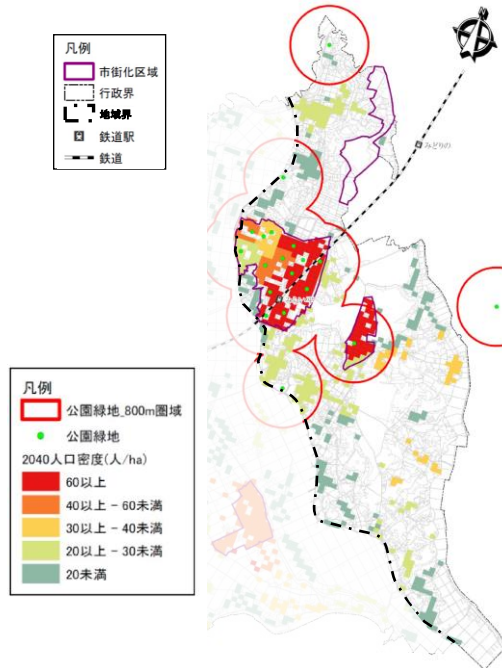 凡例
市街化区域
行政界
地域界
鉄道駅
鉄道
みどりの
凡例
公園緑地_800m圏域
公園緑地
2040人口密度(人/ha)
60以上
40以上－60未満
30以上－40未満
20以上－30未満
20未満